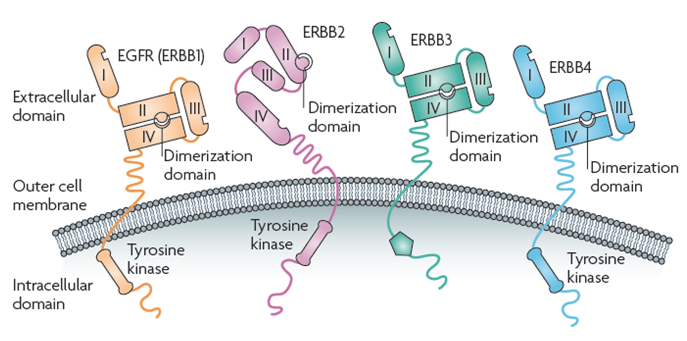 EGFR (ERBB1)
I
II
III
IV
Dimerization
domain
Tyrosine
kinase
ERBB2
I
II
III
IV
Dimerization
domain
Tyrosine
kinase
ERBB3
I
II
III
IV
Dimerization
domain
ERBB4
I
II
III
IV
Dimerization
domain
Tyrosine
kinase
Extracellular
domain
Outer cell
membrane
Intracellular
domain